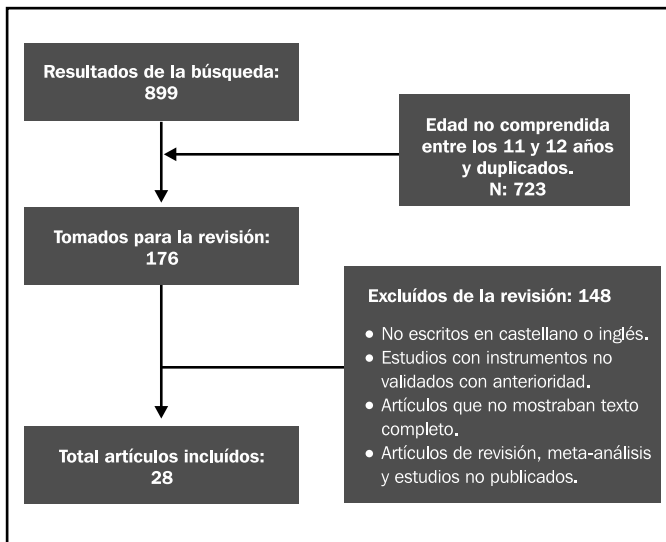 Resultados de la búsqueda:
899
Edad no comprendida
entre los 11 y 12 años
y duplicados.
N: 723
Tomados para la revisión:
176
Excluídos de la revisión: 148
• No escritos en castellano o inglés.
• Estudios con instrumentos no
validados con anterioridad.
• Artículos que no mostraban texto
completo.
• Artículos de revisión, meta-análisis
y estudios no publicados.
Total artículos incluídos:
28